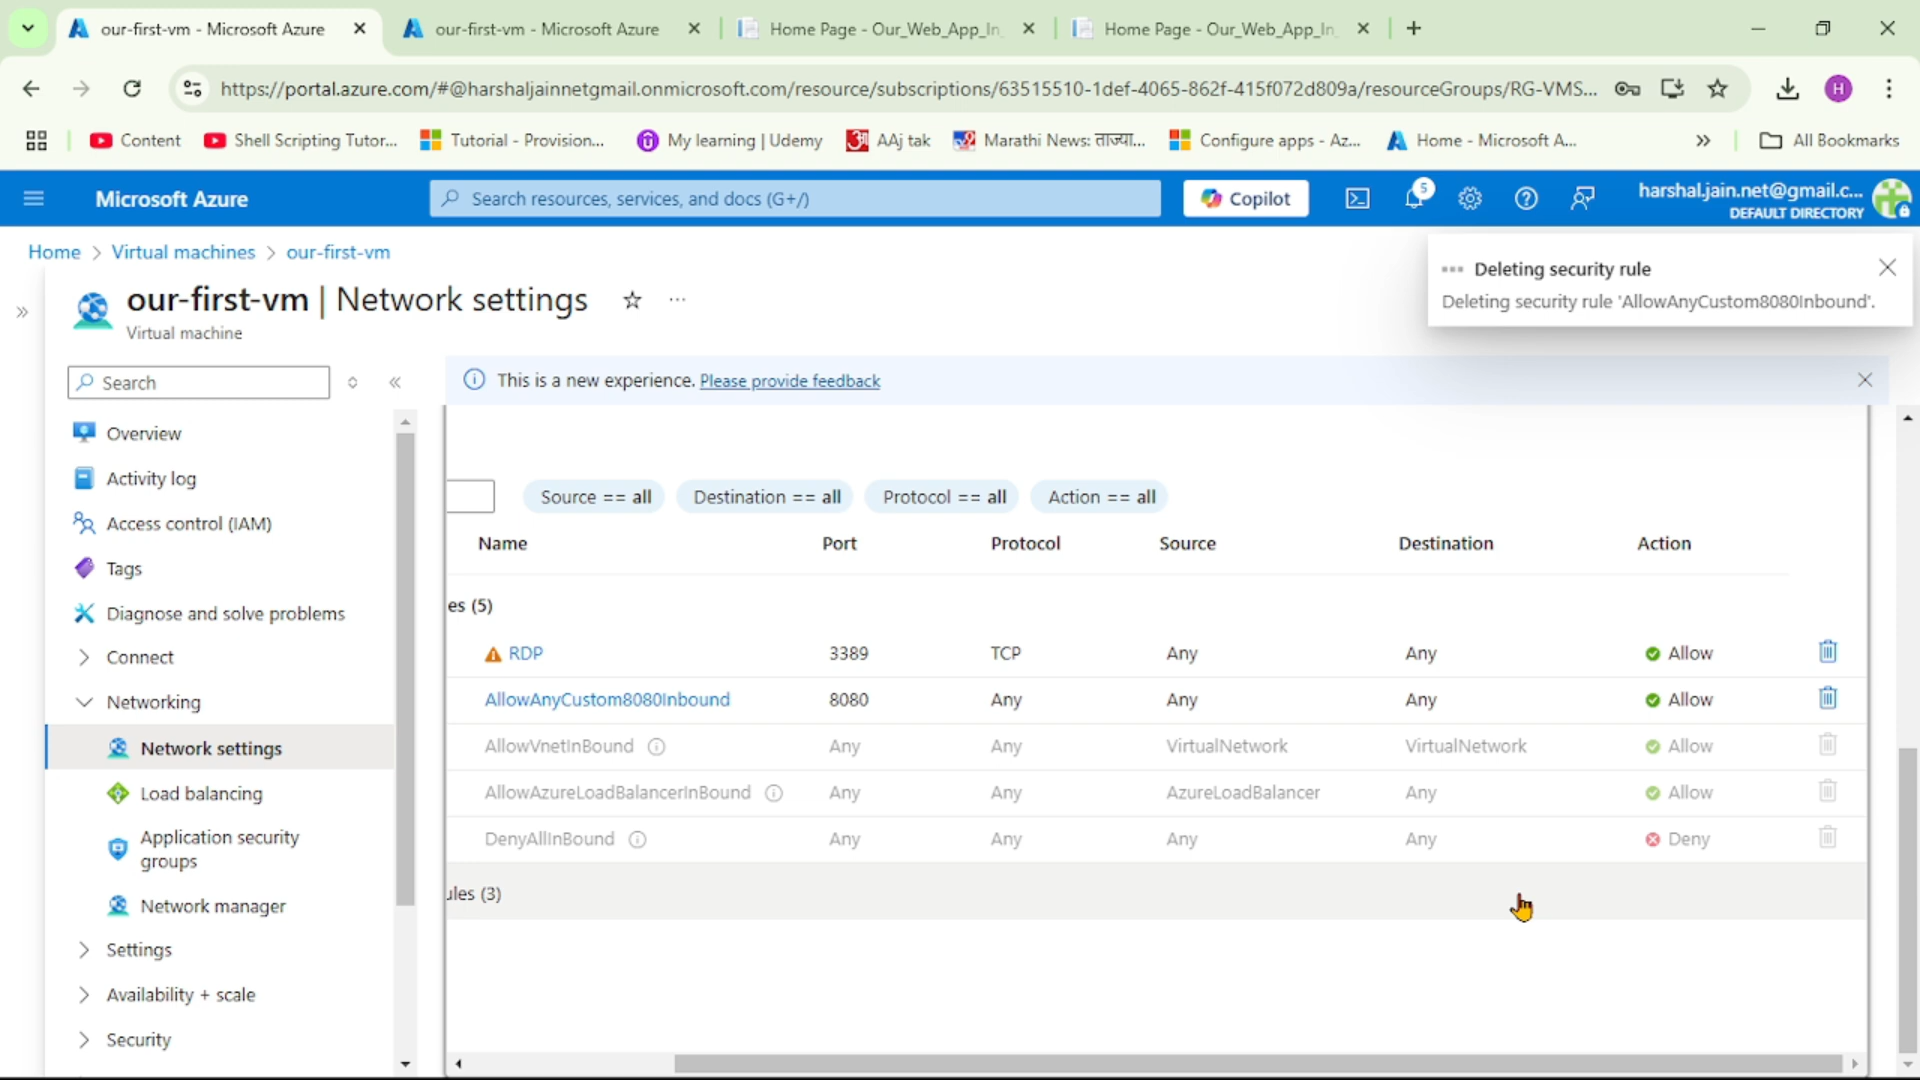 our-first-vm - Microsoft Azure
our-first-vm - Microsoft Azure
Home Page - Our_Web_App_In
Home Page - Our_Web_App_In
https://portal.azure.com/#@harshaljainnetgmail.onmicrosoft.com/resource/subscriptions/63515510-1def-4065-862f-415f072d809a/resourceGroups/RG-VMS...
H
Content
Shell Scripting Tutor...
Tutorial - Provision...
My learning | Udemy
AAj tak
Marathi News: ताज्या...
Configure apps - Az...
Home - Microsoft A...
All Bookmarks
Microsoft Azure
Search resources, services, and docs (G+/)
Copilot
5
harshal.jain.net@gmail.c...
DEFAULT DIRECTORY
Home > Virtual machines > our-first-vm
Deleting security rule
Deleting security rule 'AllowAnyCustom8080Inbound'.
our-first-vm | Network settings
Virtual machine
Search
This is a new experience. Please provide feedback
Overview
Activity log
Access control (IAM)
Tags
Diagnose and solve problems
Connect
Networking
Network settings
Load balancing
Application security
groups
Network manager
Settings
Availability + scale
Security
Source == all
Destination == all
Protocol == all
Action == all
Name Port Protocol Source Destination Action
es (5)
RDP 3389 TCP Any Any Allow
AllowAnyCustom8080Inbound 8080 Any Any Any Allow
AllowVnetInBound Any Any VirtualNetwork VirtualNetwork Allow
AllowAzureLoadBalancerInBound Any Any AzureLoadBalancer Any Allow
DenyAllInBound Any Any Any Any Deny
ules (3)